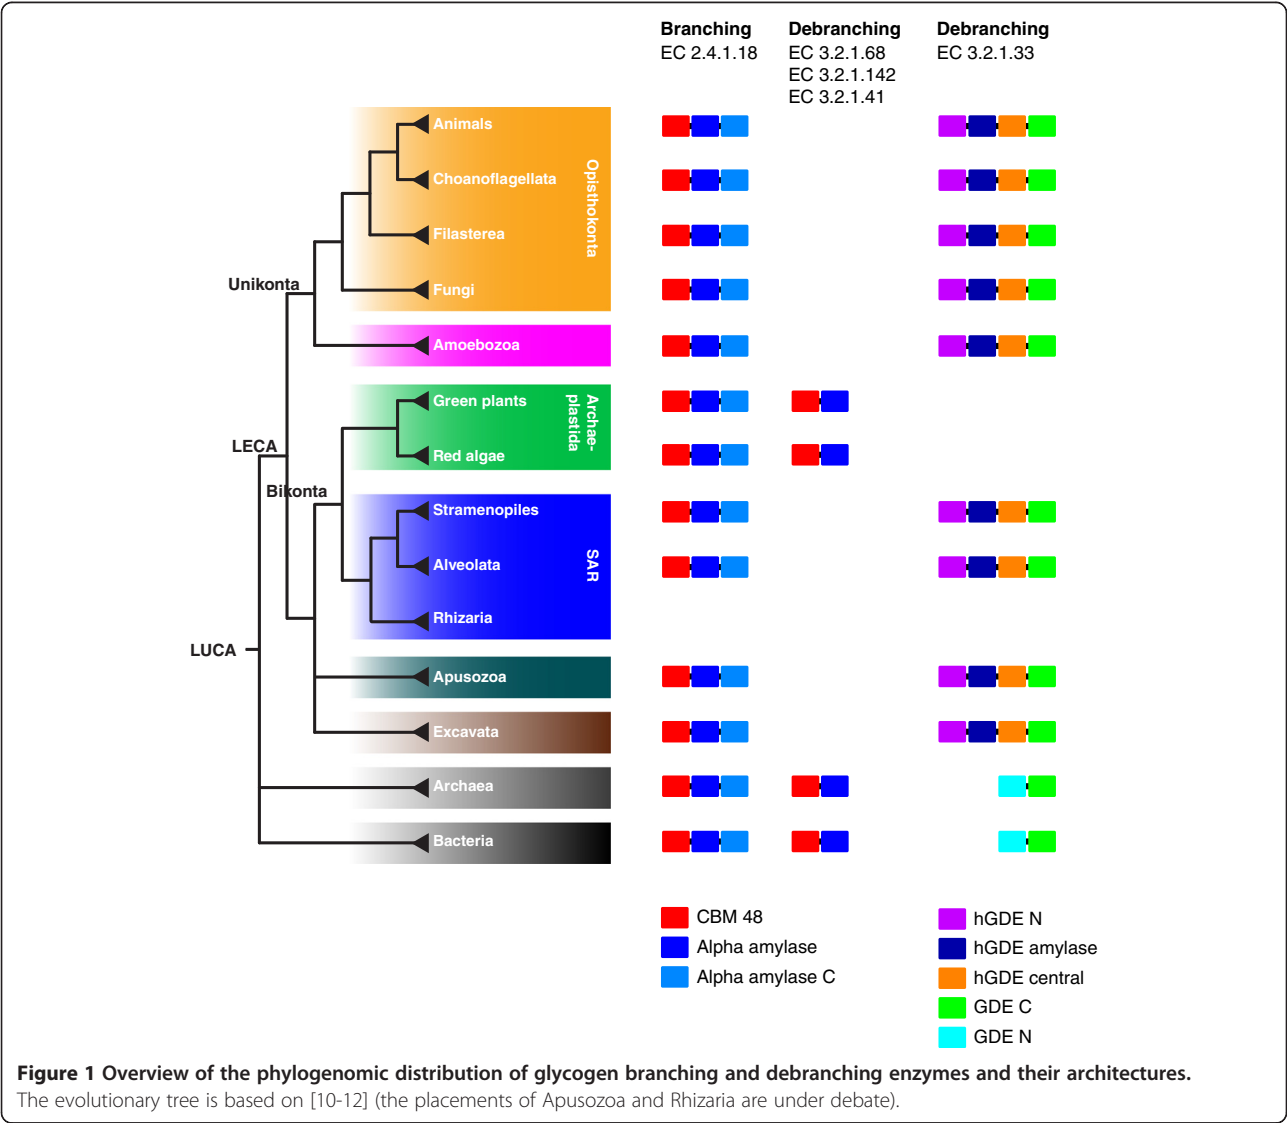 Branching
EC 2.4.1.18
Debranching
EC 3.2.1.68
EC 3.2.1.142
EC 3.2.1.41
Debranching
EC 3.2.1.33
Animals
Choanoflagellata
Filasterea
Fungi
Opisthokonta
Unikonta
Amoebozoa
Green plants
Red algae
Archae-
plastida
LECA
Bikonta
Stramenopiles
Alveolata
Rhizaria
SAR
LUCA
Apusozoa
Excavata
Archaea
Bacteria
CBM 48
Alpha amylase
Alpha amylase C
hGDE N
hGDE amylase
hGDE central
GDE C
GDE N
Figure 1 Overview of the phylogenomic distribution of glycogen branching and debranching enzymes and their architectures.
The evolutionary tree is based on [10-12] (the placements of Apusozoa and Rhizaria are under debate).